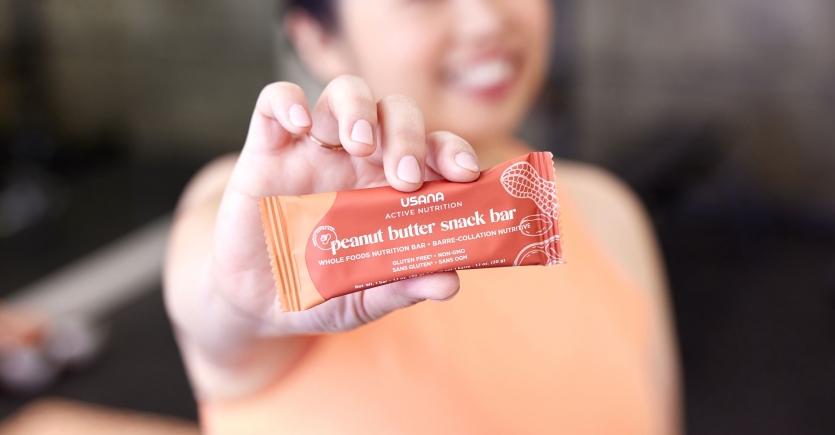 USANA
ACTIVE NUTRITION
peanut butter snack bar
WHOLE FOODS NUTRITION BAR • BARRE-COLLATION NUTRITIVE
GLUTEN FREE* • NON-GMO
SANS GLUTEN* • SANS OGM